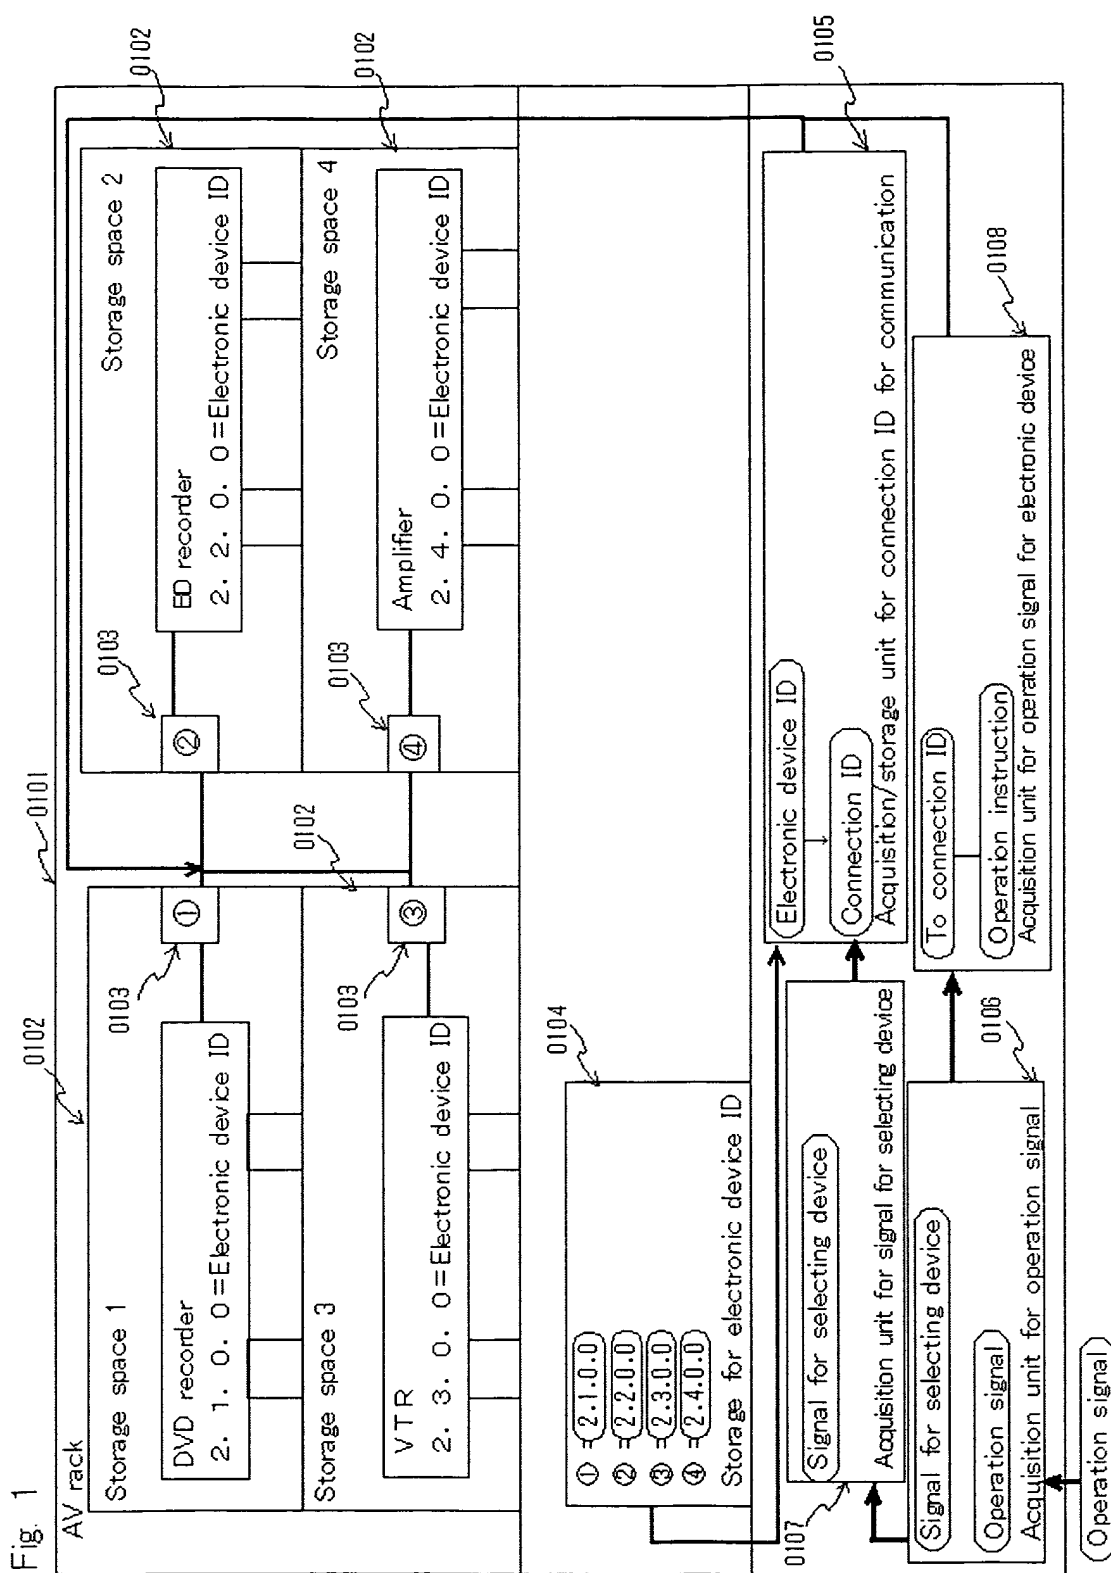 Fig. 1
AV rack
0101
0102
Storage space 1
DVD recorder
2. 1. 0. 0=Electronic device ID
0103
①
0102
Storage space 2
BD recorder
2. 2. 0. 0=Electronic device ID
0103
②
Storage space 3
VTR
2. 3. 0. 0=Electronic device ID
0103
③
0102
0102
Storage space 4
Amplifier
2. 4. 0. 0=Electronic device ID
0103
④
0104
①=2.1.0.0
②=2.2.0.0
③=2.3.0.0
④=2.4.0.0
Storage for electronic device ID
0105
Electronic device ID
Connection ID
Acquisition/storage unit for connection ID for communication
0107
Signal for selecting device
Acquisition unit for signal for selecting device
0106
Signal for selecting device
Operation signal
Acquisition unit for operation signal
0108
To connection ID
Operation instruction
Acquisition unit for operation signal for electronic device
Operation signal